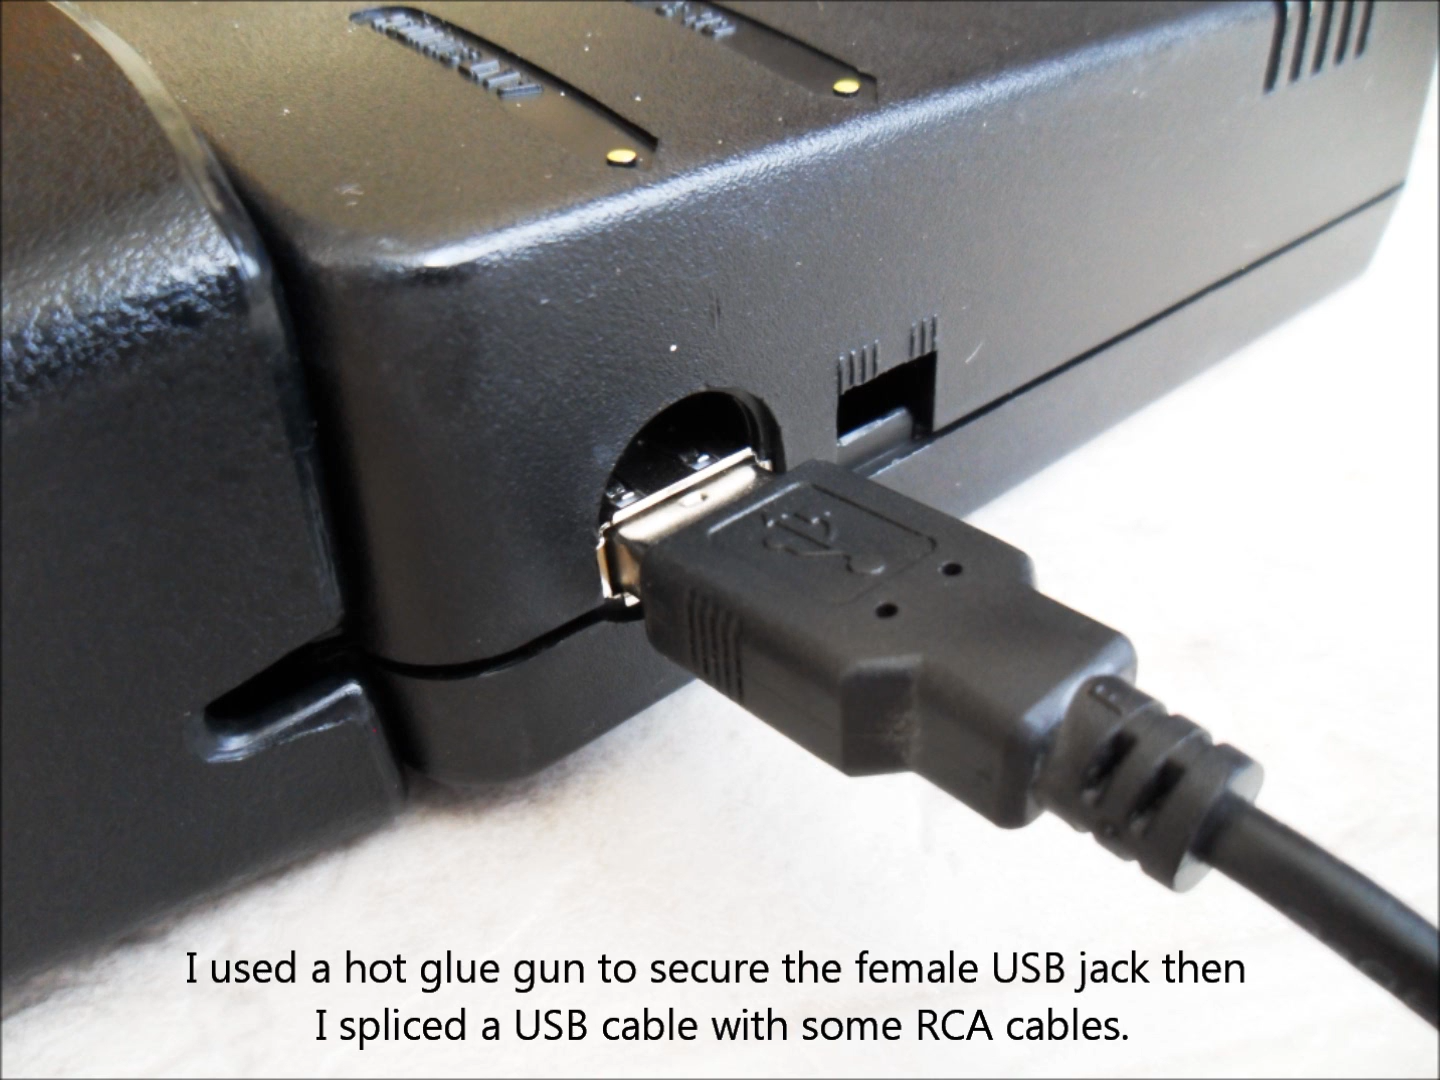 I used a hot glue gun to secure the female USB jack then
I spliced a USB cable with some RCA cables.